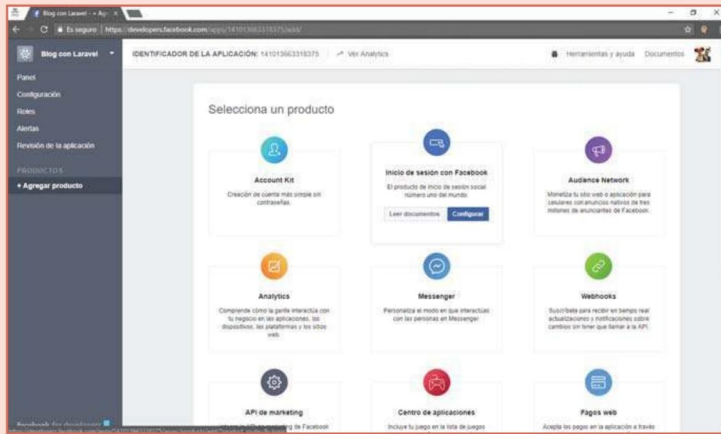 Blog con Laravel - + Agr
Es seguro | https://developers.facebook.com/apps/141013663318375/add/
Blog con Laravel
IDENTIFICADOR DE LA APLICACIÓN: 141013663318375
Ver Analytics
Herramientas y ayuda
Documentos
Panel
Configuración
Roles
Alertas
Revisión de la aplicación
PRODUCTOS
+ Agregar producto
Selecciona un producto
Account Kit
Creación de cuenta más simple sin
contraseñas.
Inicio de sesión con Facebook
El producto de inicio de sesión social
número uno del mundo
Leer documentos
Configurar
Audience Network
Monetiza tu sitio web o aplicación para
celulares con anuncios nativos de tres
millones de anunciantes de Facebook.
Analytics
Comprende cómo la gente interactúa con
tu negocio en las aplicaciones, los
dispositivos, las plataformas y los sitios
web.
Messenger
Personaliza el modo en que interactúas
con las personas en Messenger
Webhooks
Suscríbete para recibir en tiempo real
actualizaciones y notificaciones sobre
cambios sin tener que llamar a la API.
API de marketing
de Facebook
Centro de aplicaciones
Incluye tu juego en la lista de juegos
Pagos web
Acepta los pagos en la aplicación a través